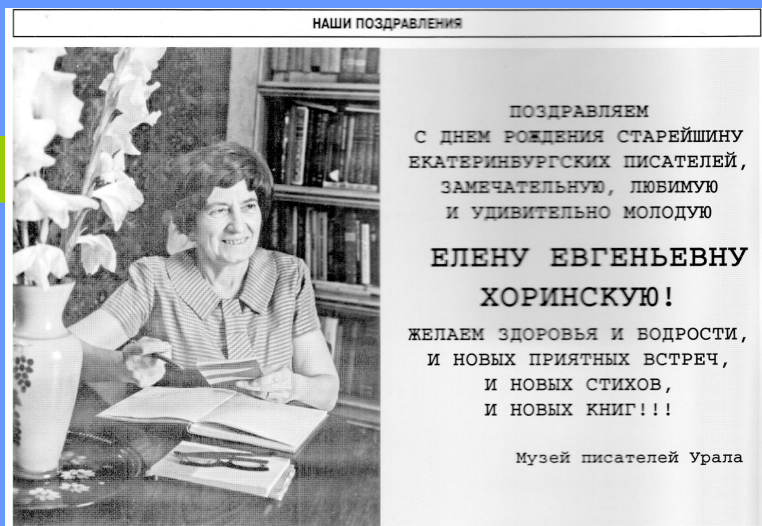 НАШИ ПОЗДРАВЛЕНИЯ
ПОЗДРАВЛЯЕМ
С ДНЕМ РОЖДЕНИЯ СТАРЕЙШИНУ
ЕКАТЕРИНБУРГСКИХ ПИСАТЕЛЕЙ,
ЗАМЕЧАТЕЛЬНУЮ, ЛЮБИМУЮ
И УДИВИТЕЛЬНО МОЛОДУЮ
ЕЛЕНУ ЕВГЕНЬЕВНУ
ХОРИНСКУЮ!
ЖЕЛАЕМ ЗДОРОВЬЯ И БОДРОСТИ,
И НОВЫХ ПРИЯТНЫХ ВСТРЕЧ,
И НОВЫХ СТИХОВ,
И НОВЫХ КНИГ!!!
Музей писателей Урала